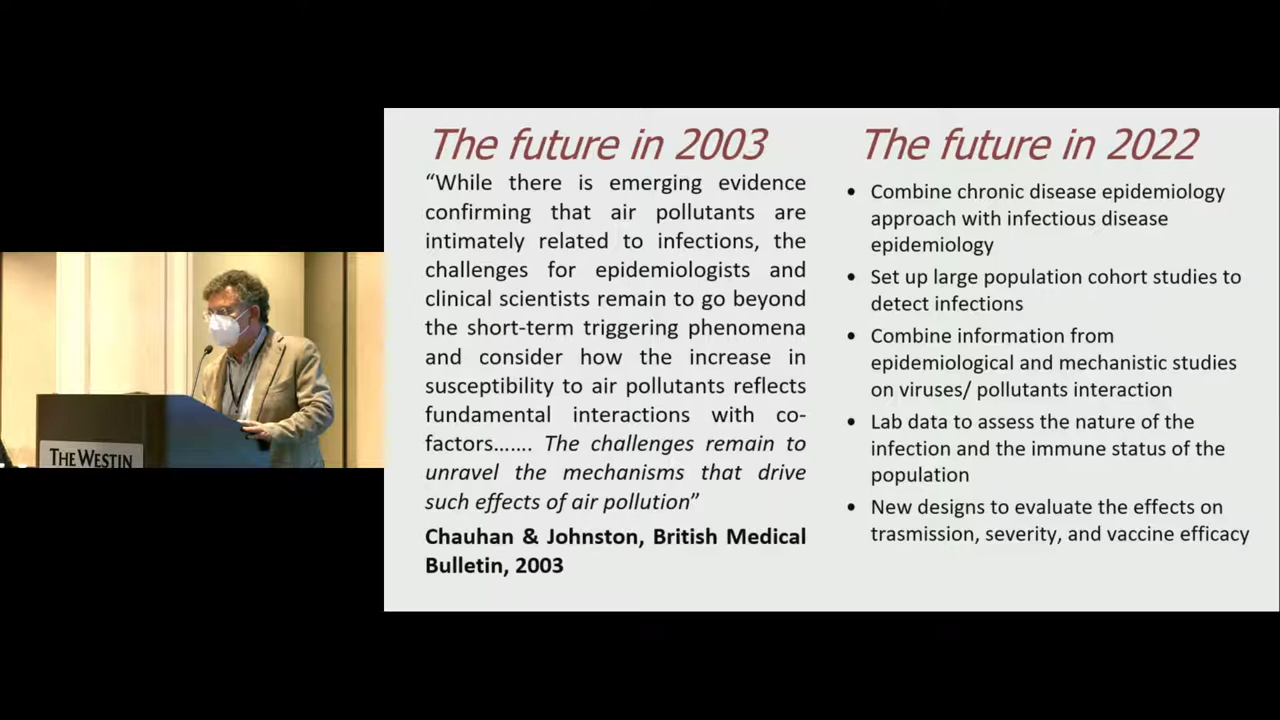 The future in 2003
“While there is emerging evidence
confirming that air pollutants are
intimately related to infections, the
challenges for epidemiologists and
clinical scientists remain to go beyond
the short-term triggering phenomena
and consider how the increase in
susceptibility to air pollutants reflects
fundamental interactions with co-
factors……. The challenges remain to
unravel the mechanisms that drive
such effects of air pollution”
Chauhan & Johnston, British Medical
Bulletin, 2003
The future in 2022
• Combine chronic disease epidemiology
approach with infectious disease
epidemiology
• Set up large population cohort studies to
detect infections
• Combine information from
epidemiological and mechanistic studies
on viruses/ pollutants interaction
• Lab data to assess the nature of the
infection and the immune status of the
population
• New designs to evaluate the effects on
trasmission, severity, and vaccine efficacy
THE WESTIN